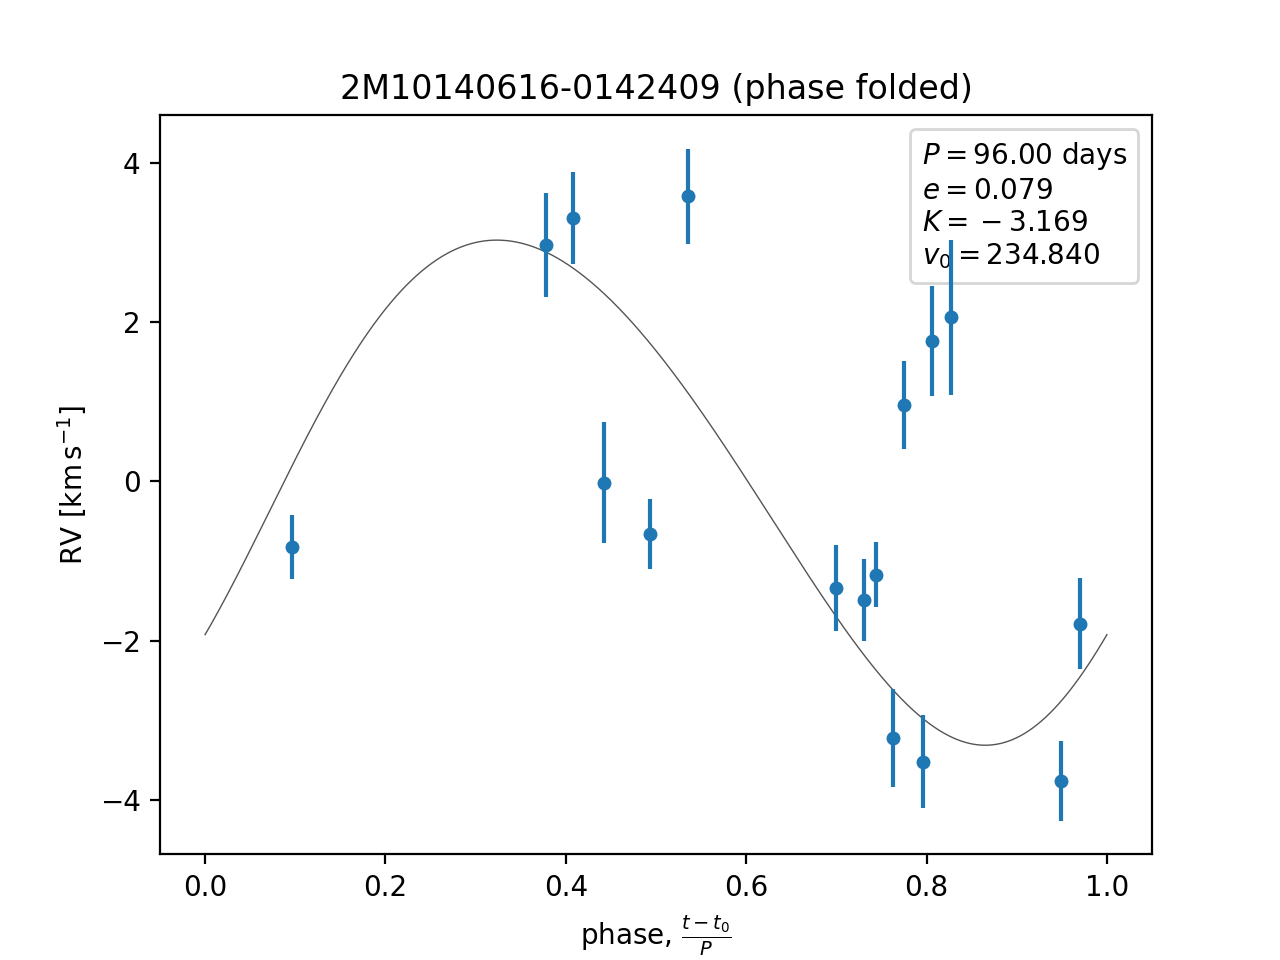 2M10140616-0142409 (phase folded)
P = 96.00 days
e = 0.079
K = −3.169
v₀ = 234.840
RV [km s⁻¹]
4
2
0
−2
−4
0.0 0.2 0.4 0.6 0.8 1.0
phase, (t − t₀)/P